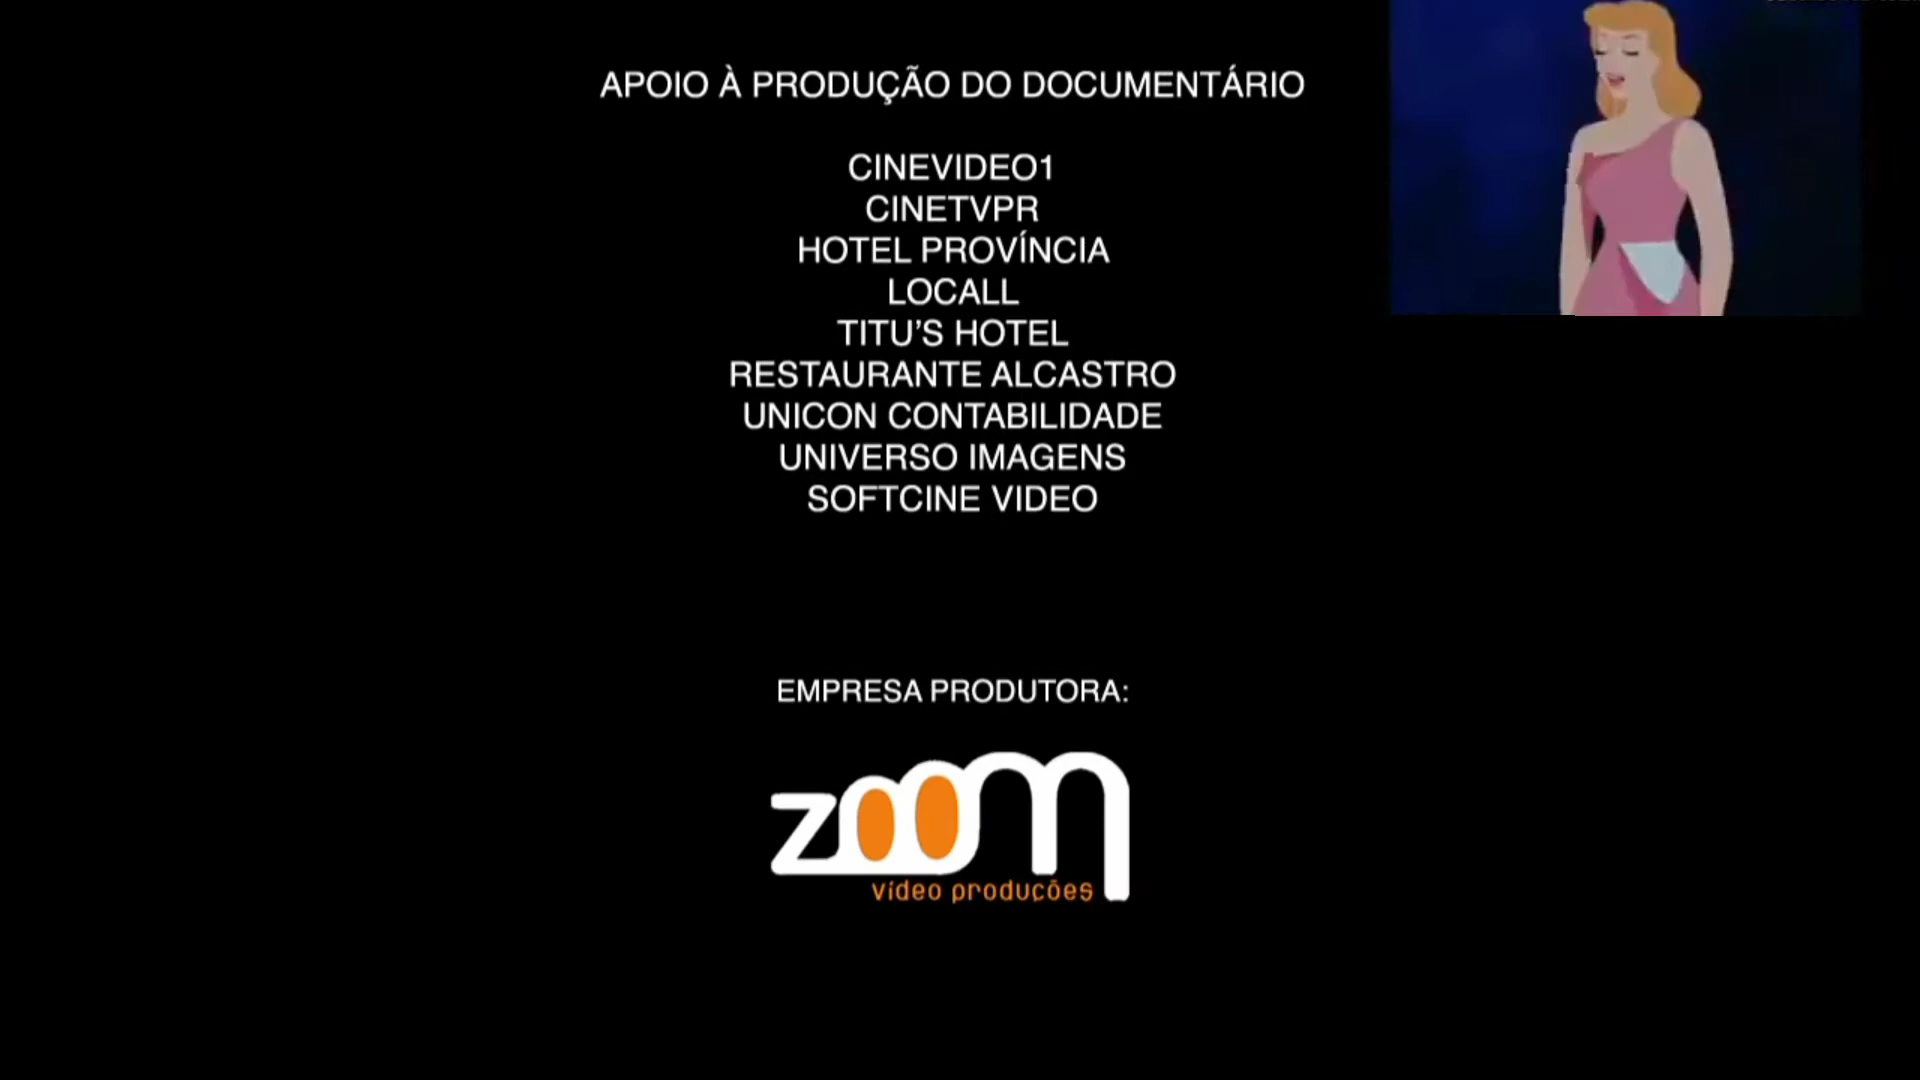 APOIO À PRODUÇÃO DO DOCUMENTÁRIO
CINEVIDEO1
CINETVPR
HOTEL PROVÍNCIA
LOCALL
TITU’S HOTEL
RESTAURANTE ALCASTRO
UNICON CONTABILIDADE
UNIVERSO IMAGENS
SOFTCINE VIDEO
EMPRESA PRODUTORA:
zoom
vídeo produções